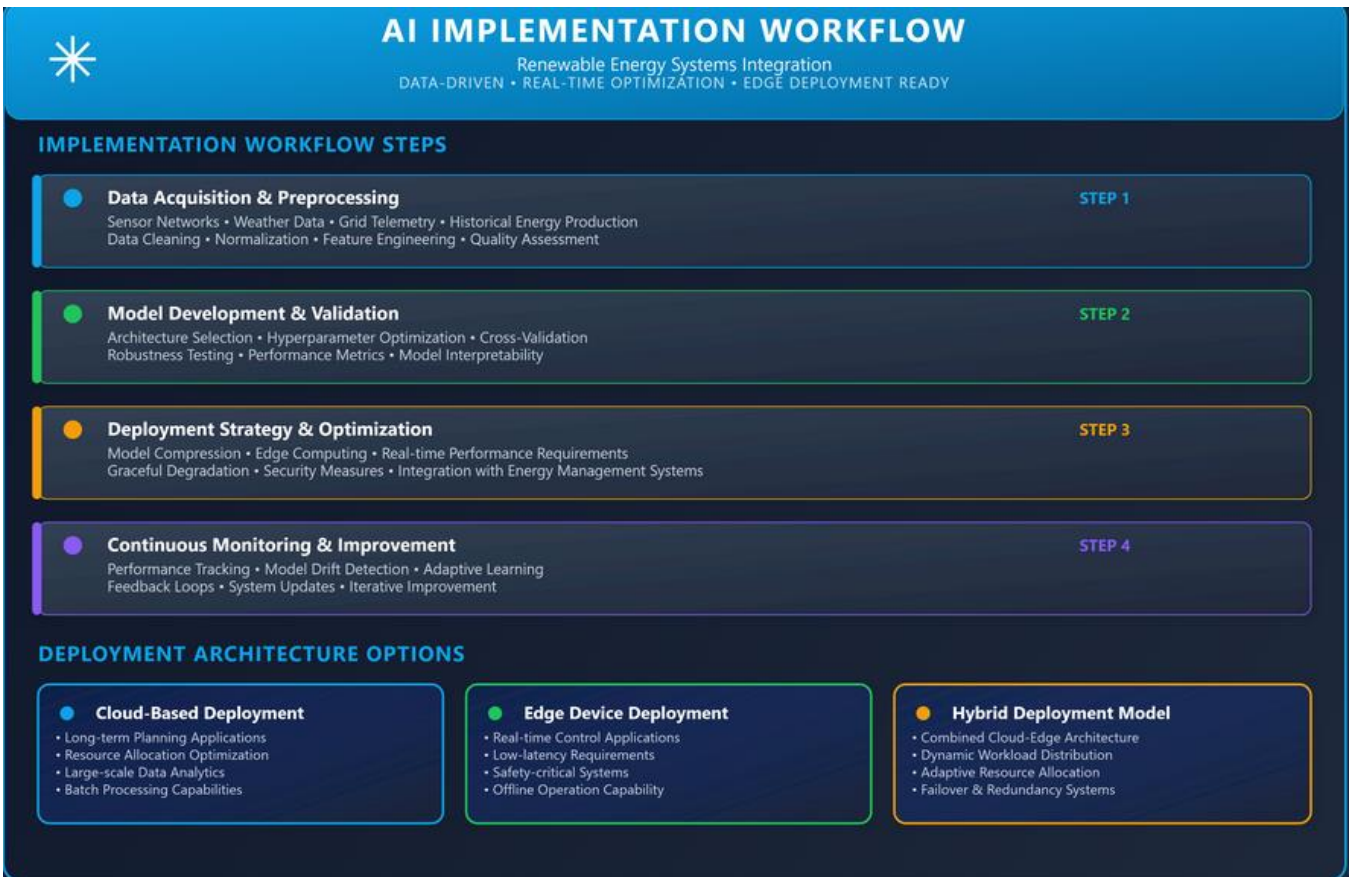 AI IMPLEMENTATION WORKFLOW
Renewable Energy Systems Integration
DATA-DRIVEN • REAL-TIME OPTIMIZATION • EDGE DEPLOYMENT READY
IMPLEMENTATION WORKFLOW STEPS
Data Acquisition & Preprocessing
STEP 1
Sensor Networks • Weather Data • Grid Telemetry • Historical Energy Production
Data Cleaning • Normalization • Feature Engineering • Quality Assessment
Model Development & Validation
STEP 2
Architecture Selection • Hyperparameter Optimization • Cross-Validation
Robustness Testing • Performance Metrics • Model Interpretability
Deployment Strategy & Optimization
STEP 3
Model Compression • Edge Computing • Real-time Performance Requirements
Graceful Degradation • Security Measures • Integration with Energy Management Systems
Continuous Monitoring & Improvement
STEP 4
Performance Tracking • Model Drift Detection • Adaptive Learning
Feedback Loops • System Updates • Iterative Improvement
DEPLOYMENT ARCHITECTURE OPTIONS
Cloud-Based Deployment
• Long-term Planning Applications
• Resource Allocation Optimization
• Large-scale Data Analytics
• Batch Processing Capabilities
Edge Device Deployment
• Real-time Control Applications
• Low-latency Requirements
• Safety-critical Systems
• Offline Operation Capability
Hybrid Deployment Model
• Combined Cloud-Edge Architecture
• Dynamic Workload Distribution
• Adaptive Resource Allocation
• Failover & Redundancy Systems